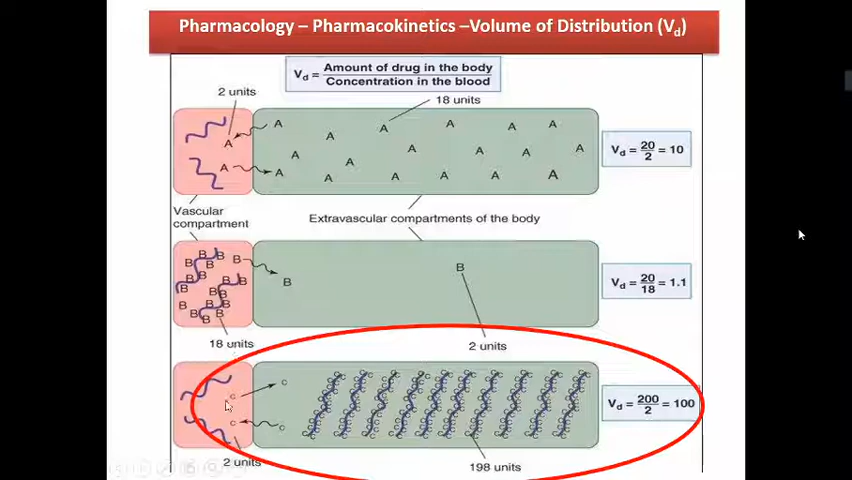 Pharmacology – Pharmacokinetics –Volume of Distribution (Vd)
Vd = Amount of drug in the body
Concentration in the blood
2 units
18 units
A A A A A A
A A
A A A A A
A A
A A A A A A A
Vd = 20/2 = 10
Vascular
compartment
Extravascular compartments of the body
B B B B
B B
B B B B B
B B B
B B B
B B
B
B
Vd = 20/18 = 1.1
18 units
2 units
C C
C C
Vd = 200/2 = 100
2 units
198 units